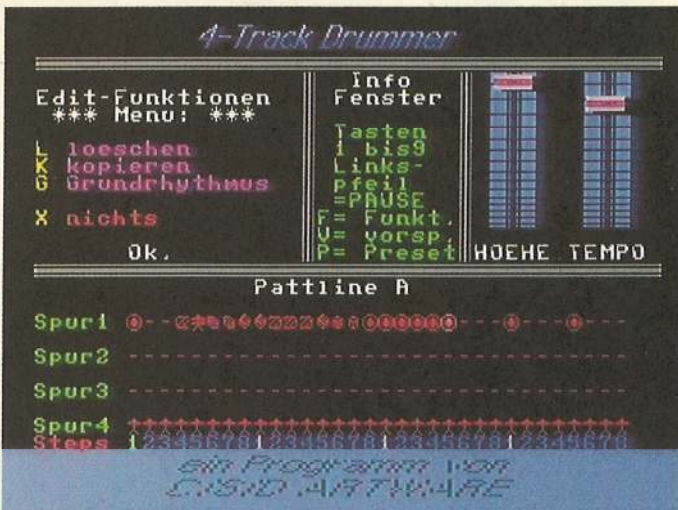 4-Track Drummer
Edit-Funktionen
*** Menu: ***
L loeschen
K kopieren
G Grundrhythmus
X nichts
Ok.
Info
Fenster
Tasten
1 bis9
Links-
pfeil
=PAUSE
F= Funkt.
V= vorsp.
P= Preset
HOEHE TEMPO
Pattline A
Spur1
Spur2
Spur3
Spur4
Steps 12345678123456781234567812345678
ein Programm von